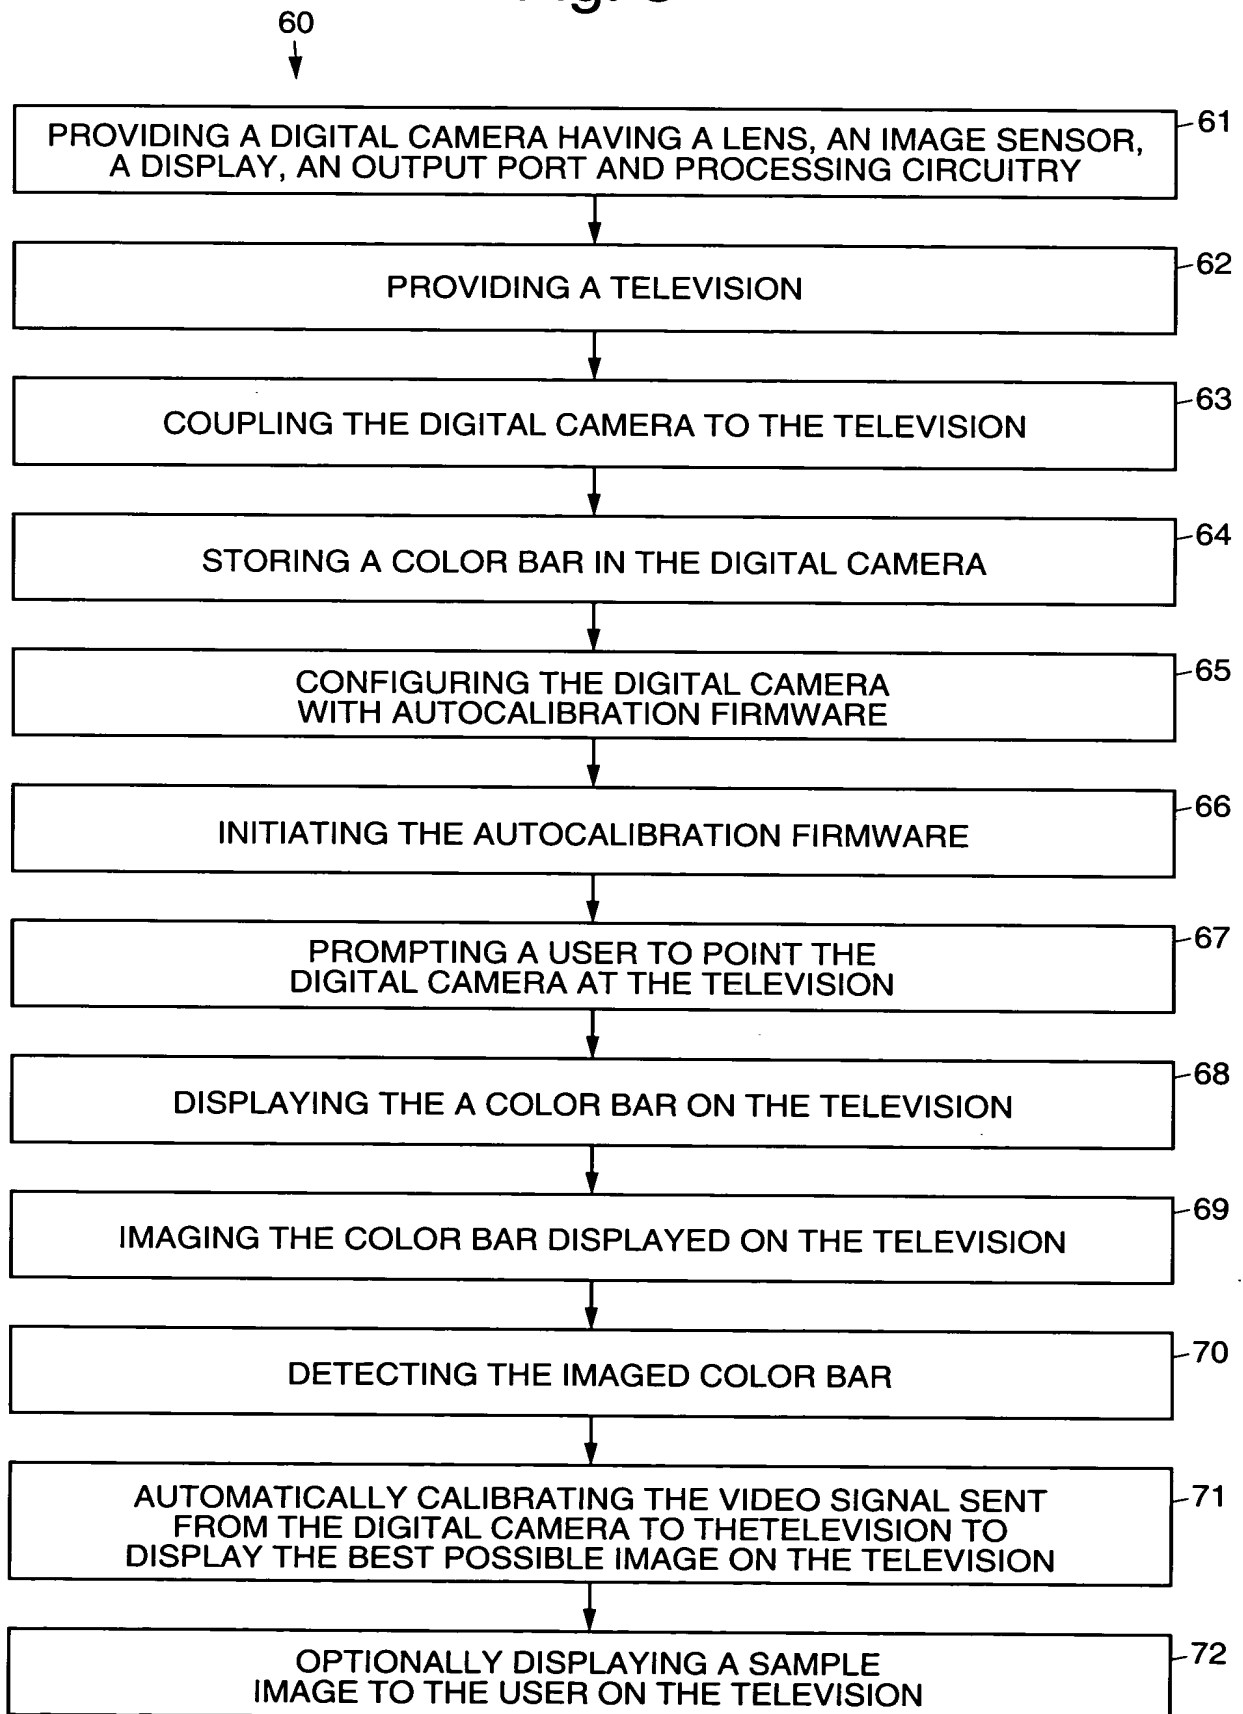 60
PROVIDING A DIGITAL CAMERA HAVING A LENS, AN IMAGE SENSOR,
A DISPLAY, AN OUTPUT PORT AND PROCESSING CIRCUITRY
61
PROVIDING A TELEVISION
62
COUPLING THE DIGITAL CAMERA TO THE TELEVISION
63
STORING A COLOR BAR IN THE DIGITAL CAMERA
64
CONFIGURING THE DIGITAL CAMERA
WITH AUTOCALIBRATION FIRMWARE
65
INITIATING THE AUTOCALIBRATION FIRMWARE
66
PROMPTING A USER TO POINT THE
DIGITAL CAMERA AT THE TELEVISION
67
DISPLAYING THE A COLOR BAR ON THE TELEVISION
68
IMAGING THE COLOR BAR DISPLAYED ON THE TELEVISION
69
DETECTING THE IMAGED COLOR BAR
70
AUTOMATICALLY CALIBRATING THE VIDEO SIGNAL SENT
FROM THE DIGITAL CAMERA TO THETELEVISION TO
DISPLAY THE BEST POSSIBLE IMAGE ON THE TELEVISION
71
OPTIONALLY DISPLAYING A SAMPLE
IMAGE TO THE USER ON THE TELEVISION
72